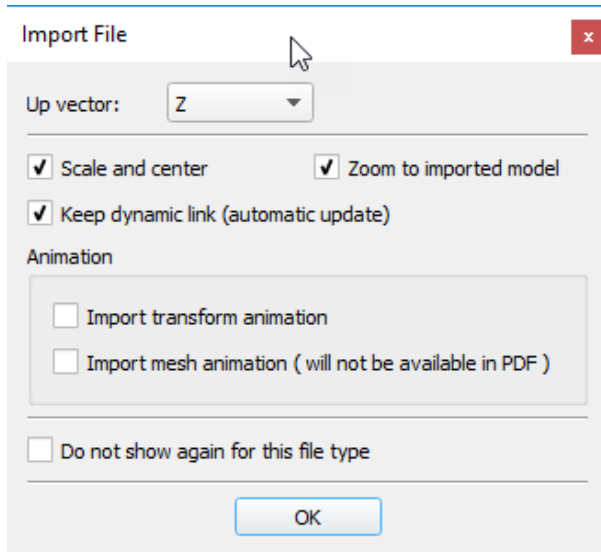 Import File
x
Up vector: Z
Scale and center Zoom to imported model
Keep dynamic link (automatic update)
Animation
Import transform animation
Import mesh animation ( will not be available in PDF )
Do not show again for this file type
OK